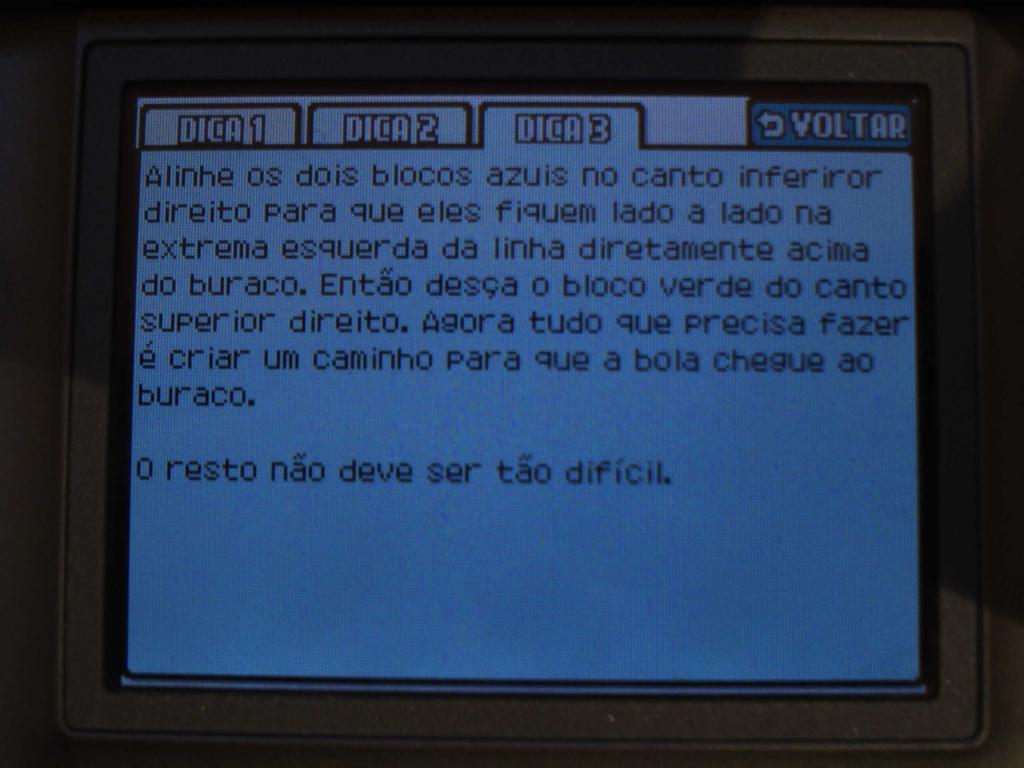 DICA 1 DICA 2 DICA 3 VOLTAR
Alinhe os dois blocos azuis no canto inferiror
direito para que eles fiquem lado a lado na
extrema esquerda da linha diretamente acima
do buraco. Então desça o bloco verde do canto
superior direito. Agora tudo que precisa fazer
é criar um caminho para que a bola chegue ao
buraco.
O resto não deve ser tão difícil.